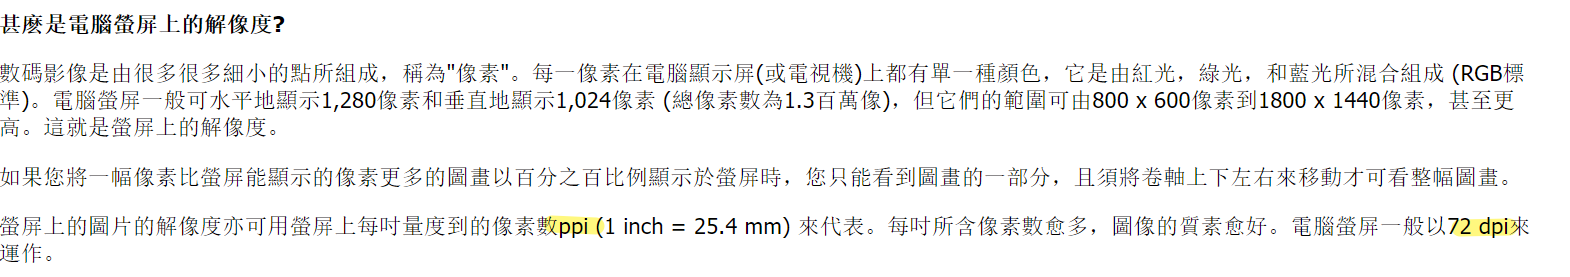 甚麼是電腦螢屏上的解像度?
數碼影像是由很多很多細小的點所組成，稱為"像素"。每一像素在電腦顯示屏(或電視機)上都有單一種顏色，它是由紅光，綠光，和藍光所混合組成 (RGB標
準)。電腦螢屏一般可水平地顯示1,280像素和垂直地顯示1,024像素 (總像素數為1.3百萬像)，但它們的範圍可由800 x 600像素到1800 x 1440像素，甚至更
高。這就是螢屏上的解像度。
如果您將一幅像素比螢屏能顯示的像素更多的圖畫以百分之百比例顯示於螢屏時，您只能看到圖畫的一部分，且須將卷軸上下左右來移動才可看整幅圖畫。
螢屏上的圖片的解像度亦可用螢屏上每吋量度到的像素數ppi (1 inch = 25.4 mm) 來代表。每吋所含像素數愈多，圖像的質素愈好。電腦螢屏一般以72 dpi來
運作。